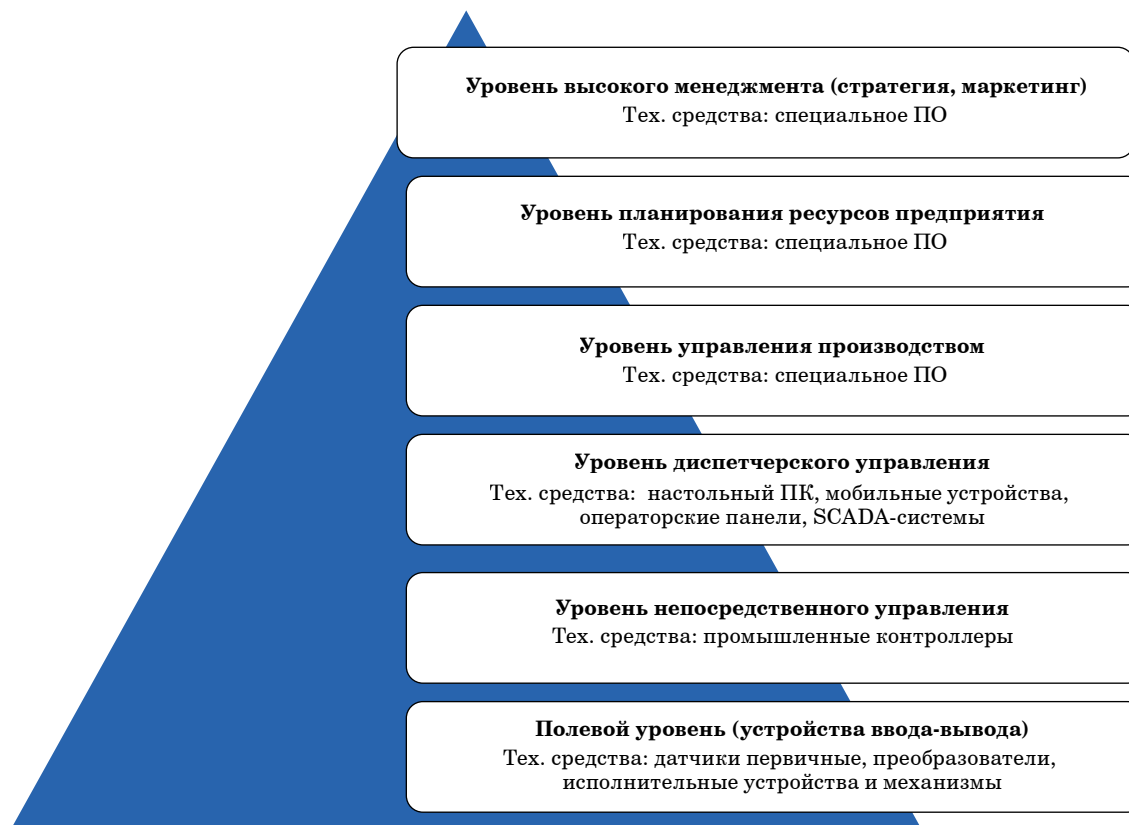 Уровень высокого менеджмента (стратегия, маркетинг)
Тех. средства: специальное ПО
Уровень планирования ресурсов предприятия
Тех. средства: специальное ПО
Уровень управления производством
Тех. средства: специальное ПО
Уровень диспетчерского управления
Тех. средства: настольный ПК, мобильные устройства,
операторские панели, SCADA-системы
Уровень непосредственного управления
Тех. средства: промышленные контроллеры
Полевой уровень (устройства ввода-вывода)
Тех. средства: датчики первичные, преобразователи,
исполнительные устройства и механизмы